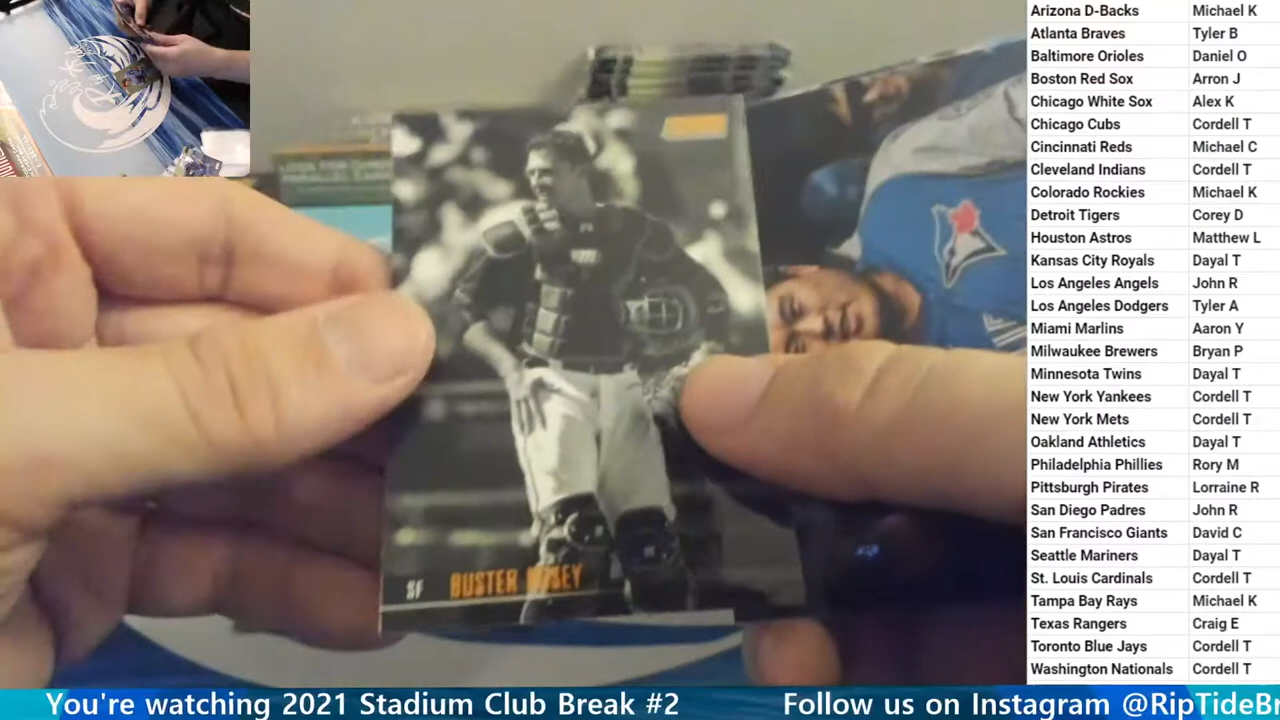 Arizona D-Backs Michael K
Atlanta Braves Tyler B
Baltimore Orioles Daniel O
Boston Red Sox Arron J
Chicago White Sox Alex K
Chicago Cubs Cordell T
Cincinnati Reds Michael C
Cleveland Indians Cordell T
Colorado Rockies Michael K
Detroit Tigers Corey D
Houston Astros Matthew L
Kansas City Royals Dayal T
Los Angeles Angels John R
Los Angeles Dodgers Tyler A
Miami Marlins Aaron Y
Milwaukee Brewers Bryan P
Minnesota Twins Dayal T
New York Yankees Cordell T
New York Mets Cordell T
Oakland Athletics Dayal T
Philadelphia Phillies Rory M
Pittsburgh Pirates Lorraine R
San Diego Padres John R
San Francisco Giants David C
Seattle Mariners Dayal T
St. Louis Cardinals Cordell T
Tampa Bay Rays Michael K
Texas Rangers Craig E
Toronto Blue Jays Cordell T
Washington Nationals Cordell T
SF BUSTER POSEY
You're watching 2021 Stadium Club Break #2 Follow us on Instagram @RipTideBr